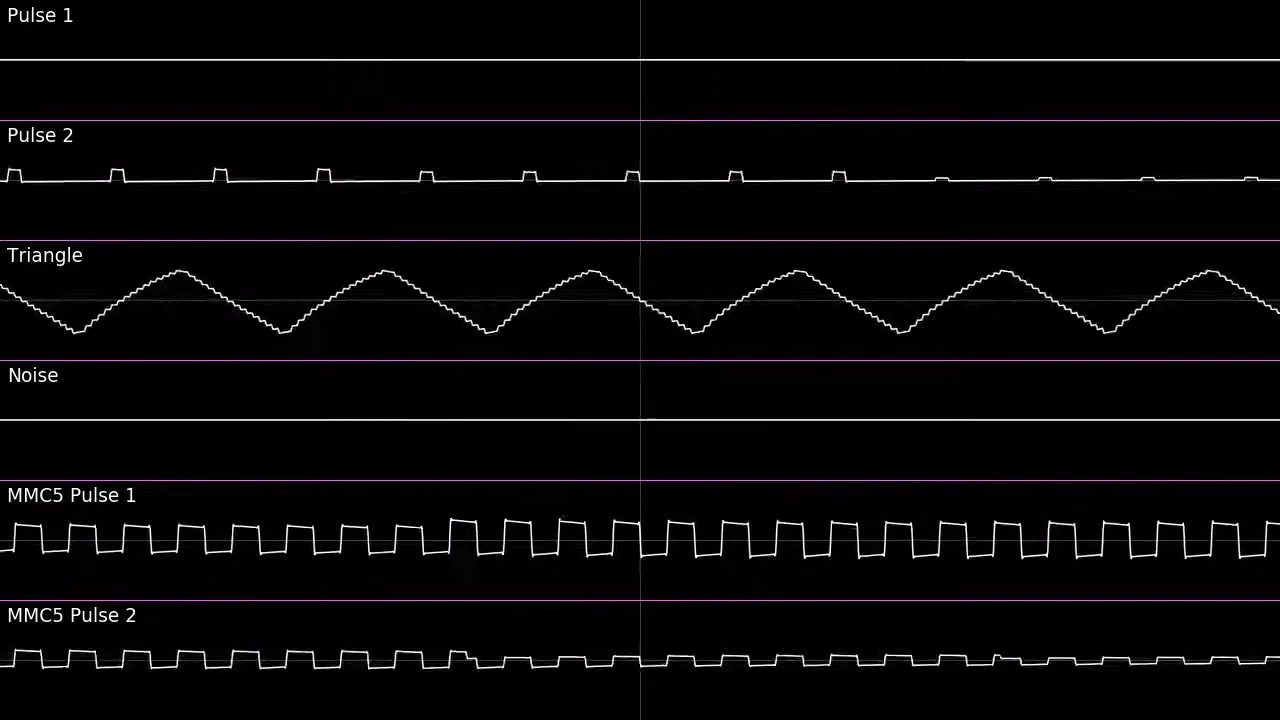 Pulse 1
Pulse 2
Triangle
Noise
MMC5 Pulse 1
MMC5 Pulse 2